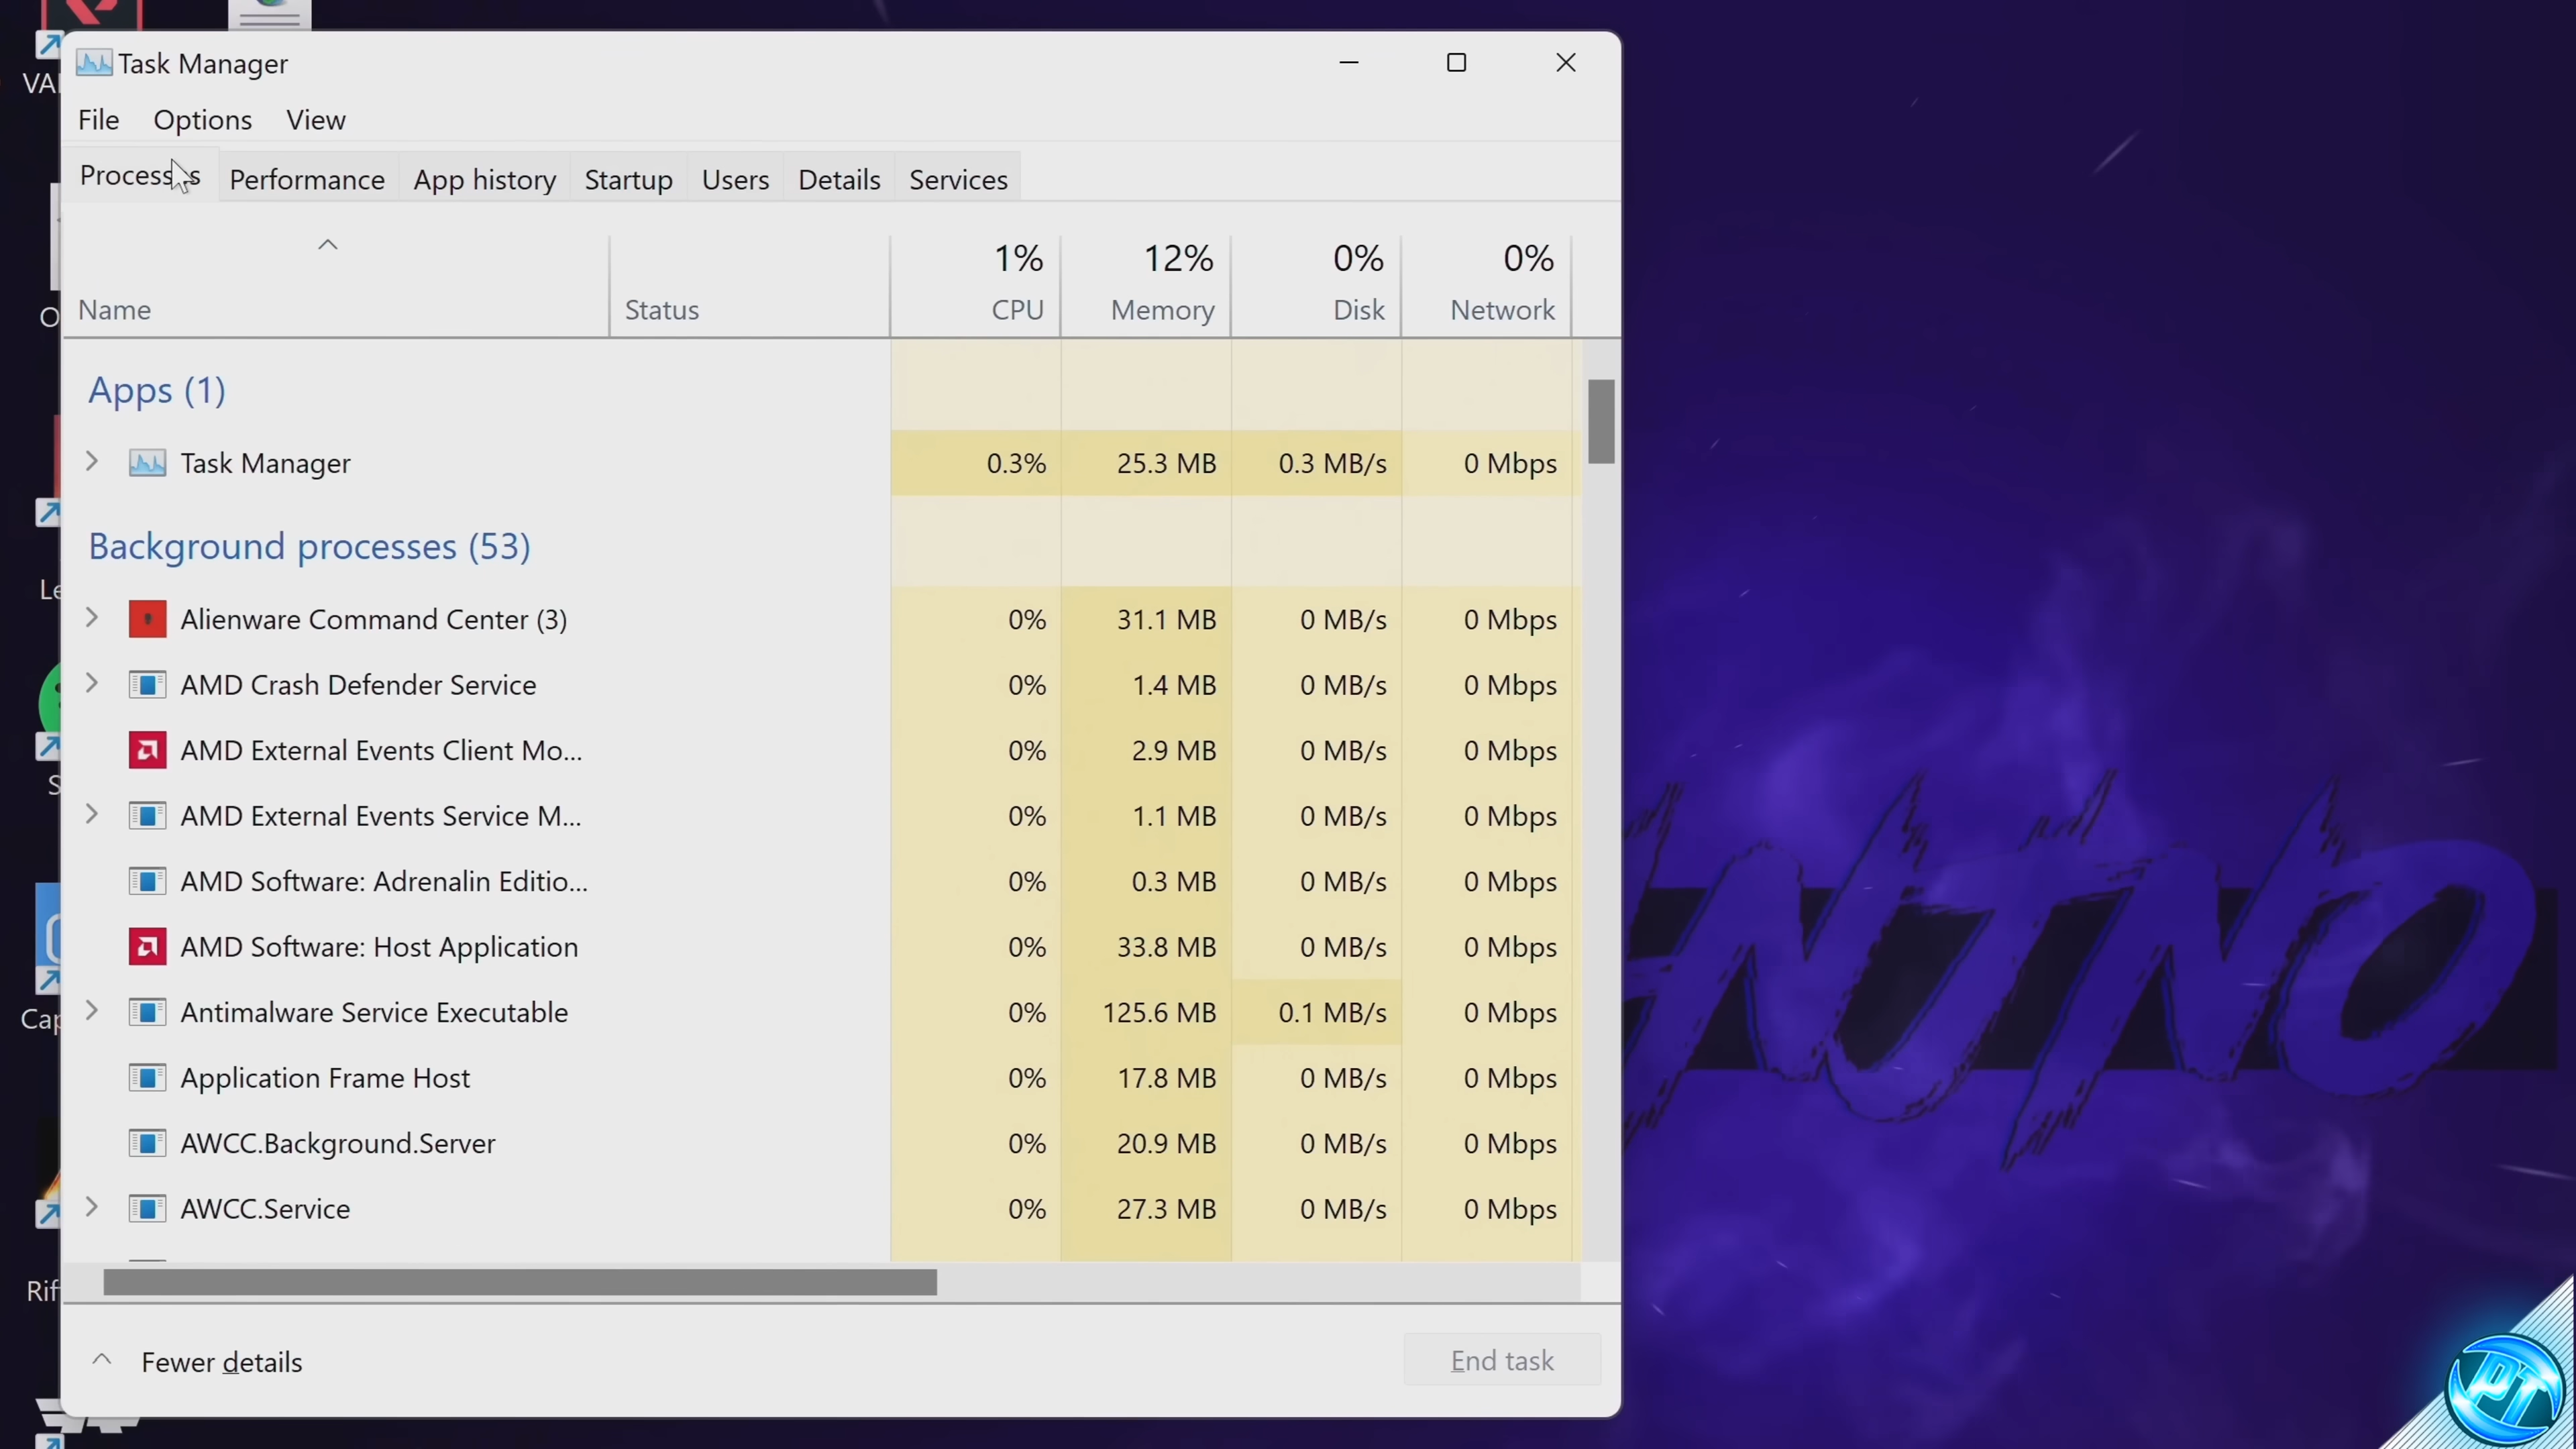 Task Manager
File Options View
Processes Performance App history Startup Users Details Services
1% 12% 0% 0%
Name Status CPU Memory Disk Network
Apps (1)
Task Manager 0.3% 25.3 MB 0.3 MB/s 0 Mbps
Background processes (53)
Alienware Command Center (3) 0% 31.1 MB 0 MB/s 0 Mbps
AMD Crash Defender Service 0% 1.4 MB 0 MB/s 0 Mbps
AMD External Events Client Mo... 0% 2.9 MB 0 MB/s 0 Mbps
AMD External Events Service M... 0% 1.1 MB 0 MB/s 0 Mbps
AMD Software: Adrenalin Editio... 0% 0.3 MB 0 MB/s 0 Mbps
AMD Software: Host Application 0% 33.8 MB 0 MB/s 0 Mbps
Antimalware Service Executable 0% 125.6 MB 0.1 MB/s 0 Mbps
Application Frame Host 0% 17.8 MB 0 MB/s 0 Mbps
AWCC.Background.Server 0% 20.9 MB 0 MB/s 0 Mbps
AWCC.Service 0% 27.3 MB 0 MB/s 0 Mbps
Fewer details End task
PT